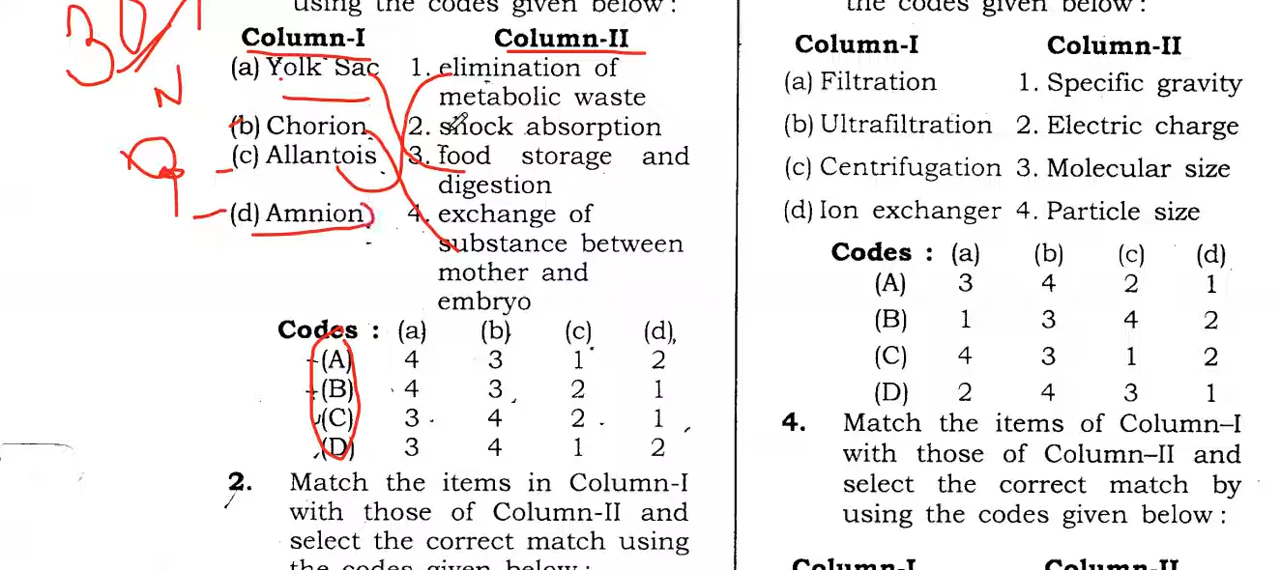 using the codes given below :
Column-I Column-II
(a) Yolk Sac 1. elimination of
metabolic waste
(b) Chorion 2. shock absorption
(c) Allantois 3. food storage and
digestion
(d) Amnion 4. exchange of
substance between
mother and
embryo
Codes : (a) (b) (c) (d)
(A) 4 3 1 2
(B) 4 3 2 1
(C) 3 4 2 1
(D) 3 4 1 2
2. Match the items in Column-I
with those of Column-II and
select the correct match using
the codes given below :
the codes given below :
Column-I Column-II
(a) Filtration 1. Specific gravity
(b) Ultrafiltration 2. Electric charge
(c) Centrifugation 3. Molecular size
(d) Ion exchanger 4. Particle size
Codes : (a) (b) (c) (d)
(A) 3 4 2 1
(B) 1 3 4 2
(C) 4 3 1 2
(D) 2 4 3 1
4. Match the items of Column–I
with those of Column–II and
select the correct match by
using the codes given below :
Column-I Column-II